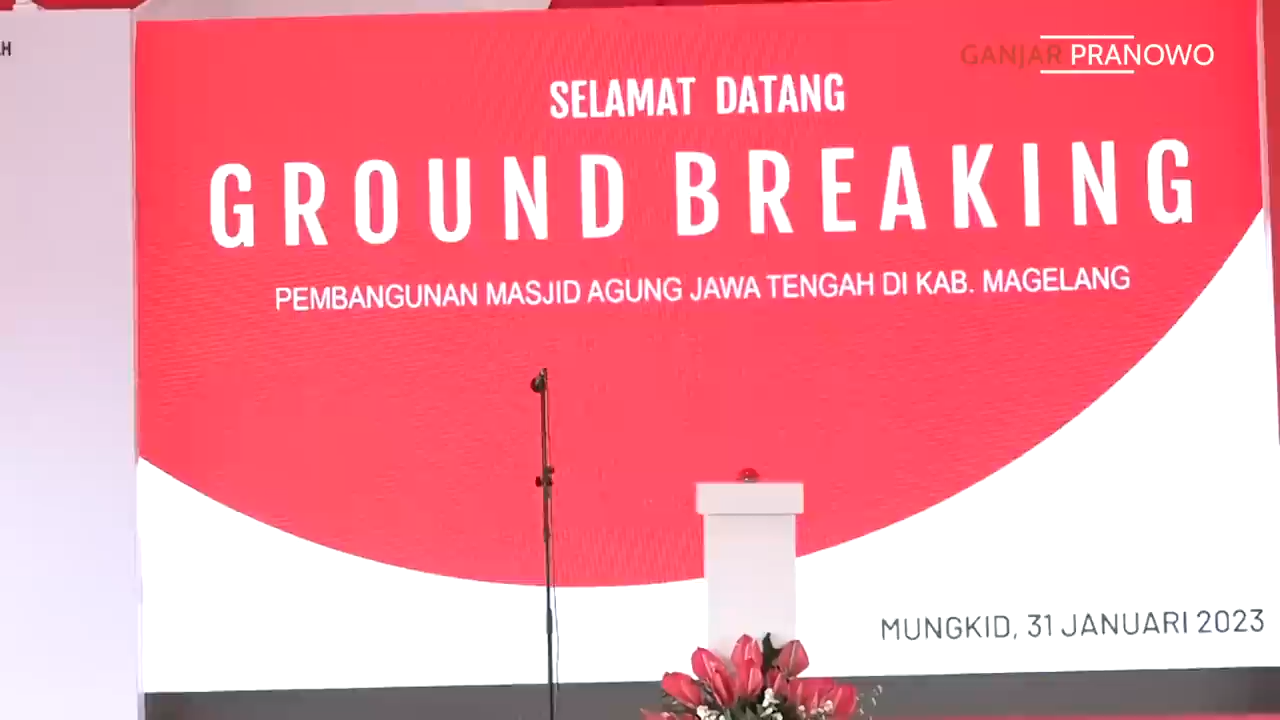 GANJAR PRANOWO
SELAMAT DATANG
GROUND BREAKING
PEMBANGUNAN MASJID AGUNG JAWA TENGAH DI KAB. MAGELANG
MUNGKID, 31 JANUARI 2023